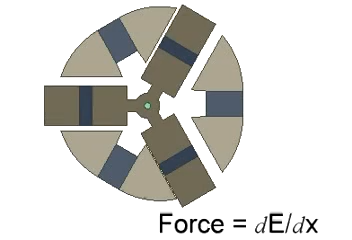 Force = dE/dx